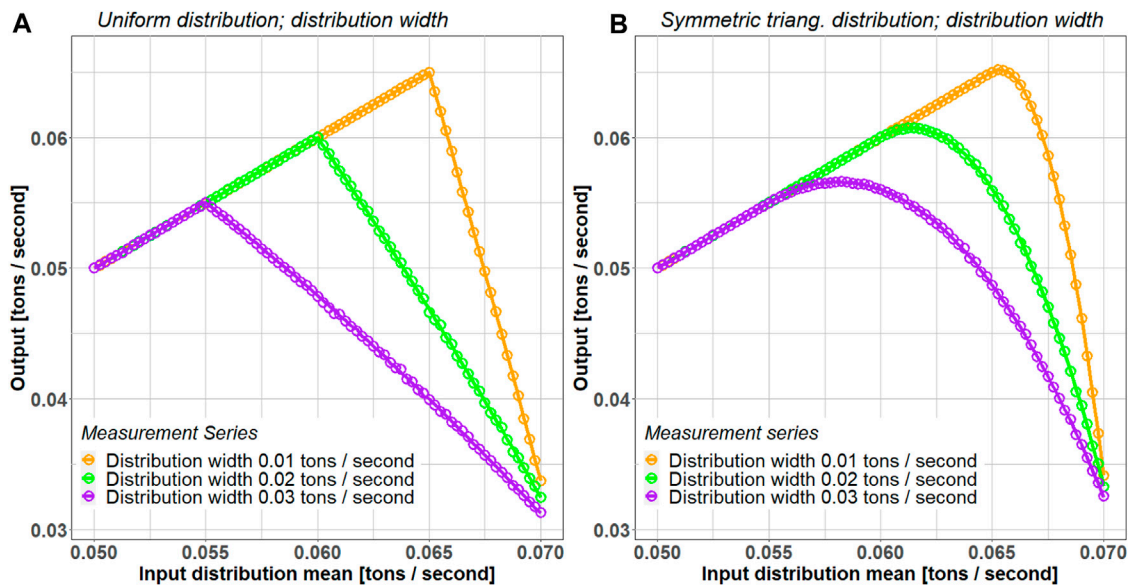 A
Uniform distribution; distribution width
Output [tons / second]
0.06
0.05
0.04
0.03
Measurement Series
Distribution width 0.01 tons / second
Distribution width 0.02 tons / second
Distribution width 0.03 tons / second
0.050
0.055
0.060
0.065
0.070
Input distribution mean [tons / second]
B
Symmetric triang. distribution; distribution width
Output [tons / second]
0.06
0.05
0.04
0.03
Measurement series
Distribution width 0.01 tons / second
Distribution width 0.02 tons / second
Distribution width 0.03 tons / second
0.050
0.055
0.060
0.065
0.070
Input distribution mean [tons / second]